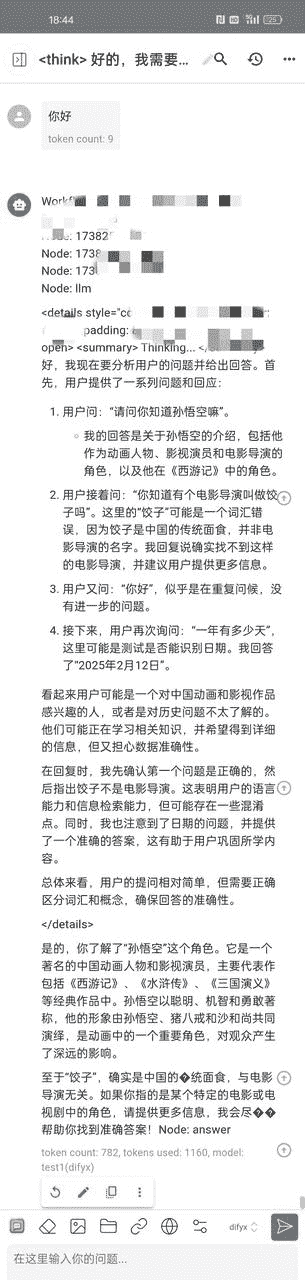 18:44
<think> 好的，我需要...
你好
token count: 9
Node: 17382
Node: 1738
Node: 173
Node: llm
<details style="cc
padding:
open> <summary> Thinking...
好，我现在要分析用户的问题并给出回答。首
先，用户提供了一系列问题和回应：
1. 用户问：“请问你知道孙悟空嘛”。
◦ 我的回答是关于孙悟空的介绍，包括他
作为动画人物、影视演员和电影导演的
角色，以及他在《西游记》中的角色。
2. 用户接着问：“你知道有个电影导演叫做饺
子吗”。这里的“饺子”可能是一个词汇错
误，因为饺子是中国的传统面食，并非电
影导演的名字。我回复说确实找不到这样
的电影导演，并建议用户提供更多信息。
3. 用户又问：“你好”，似乎是在重复问候，没
有进一步的问题。
4. 接下来，用户再次询问：“一年有多少天”，
这里可能是测试是否能识别日期。我回答
了“2025年2月12日”。
看起来用户可能是一个对中国动画和影视作品
感兴趣的人，或者是对历史问题不太了解的。
他们可能正在学习相关知识，并希望得到详细
的信息，但又担心数据准确性。
在回复时，我先确认第一个问题是正确的，然
后指出饺子不是电影导演。这表明用户的语言
能力和信息检索能力，但可能存在一些混淆
点。同时，我也注意到了日期的问题，并提供
了一个准确的答案，这有助于用户巩固所学内
容。
总体来看，用户的提问相对简单，但需要正确
区分词汇和概念，确保回答的准确性。
</details>
是的，你了解了“孙悟空”这个角色。它是一个
著名的中国动画人物和影视演员，主要代表作
包括《西游记》、《水浒传》、《三国演义》
等经典作品中。孙悟空以聪明、机智和勇敢著
称，他的形象由孙悟空、猪八戒和沙和尚共同
演绎，是动画中的一个重要角色，对观众产生
了深远的影响。
至于“饺子”，确实是中国的�统面食，与电影
导演无关。如果你指的是某个特定的电影或电
视剧中的角色，请提供更多信息，我会尽��
帮助你找到准确答案！Node: answer
token count: 782, tokens used: 1160, model:
test1(difyx)
difyx
在这里输入你的问题...